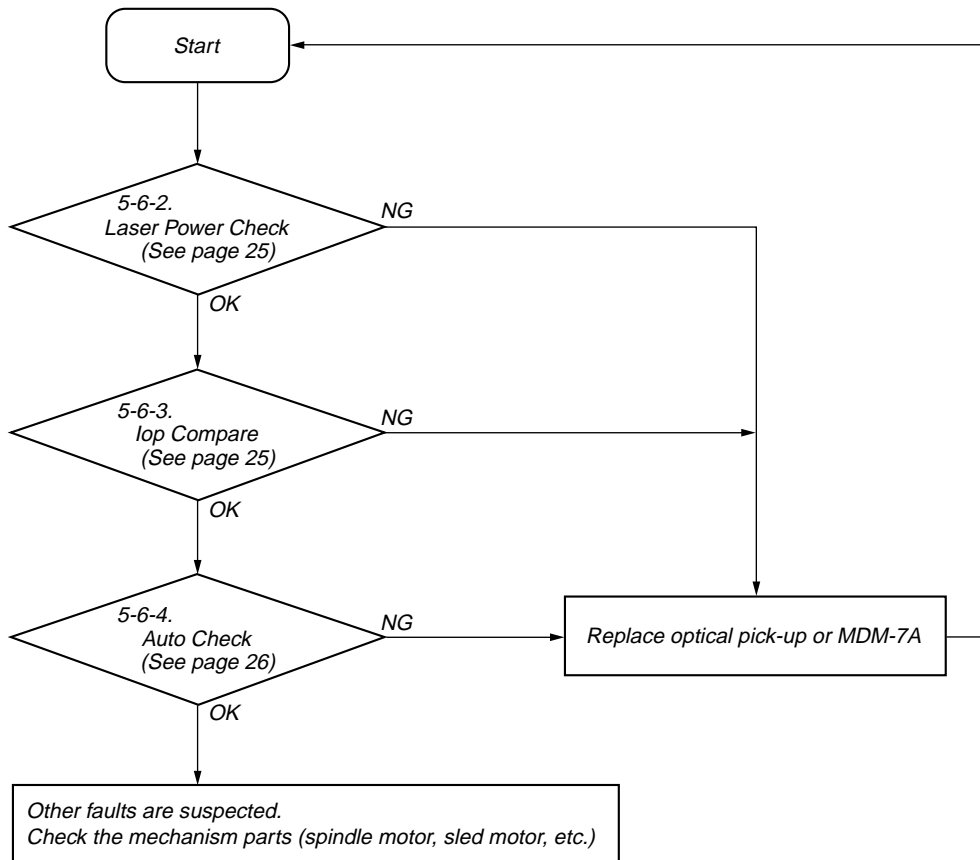 Start
5-6-2.
Laser Power Check
(See page 25)
NG
OK
5-6-3.
Iop Compare
(See page 25)
NG
OK
5-6-4.
Auto Check
(See page 26)
NG
OK
Replace optical pick-up or MDM-7A
Other faults are suspected.
Check the mechanism parts (spindle motor, sled motor, etc.)